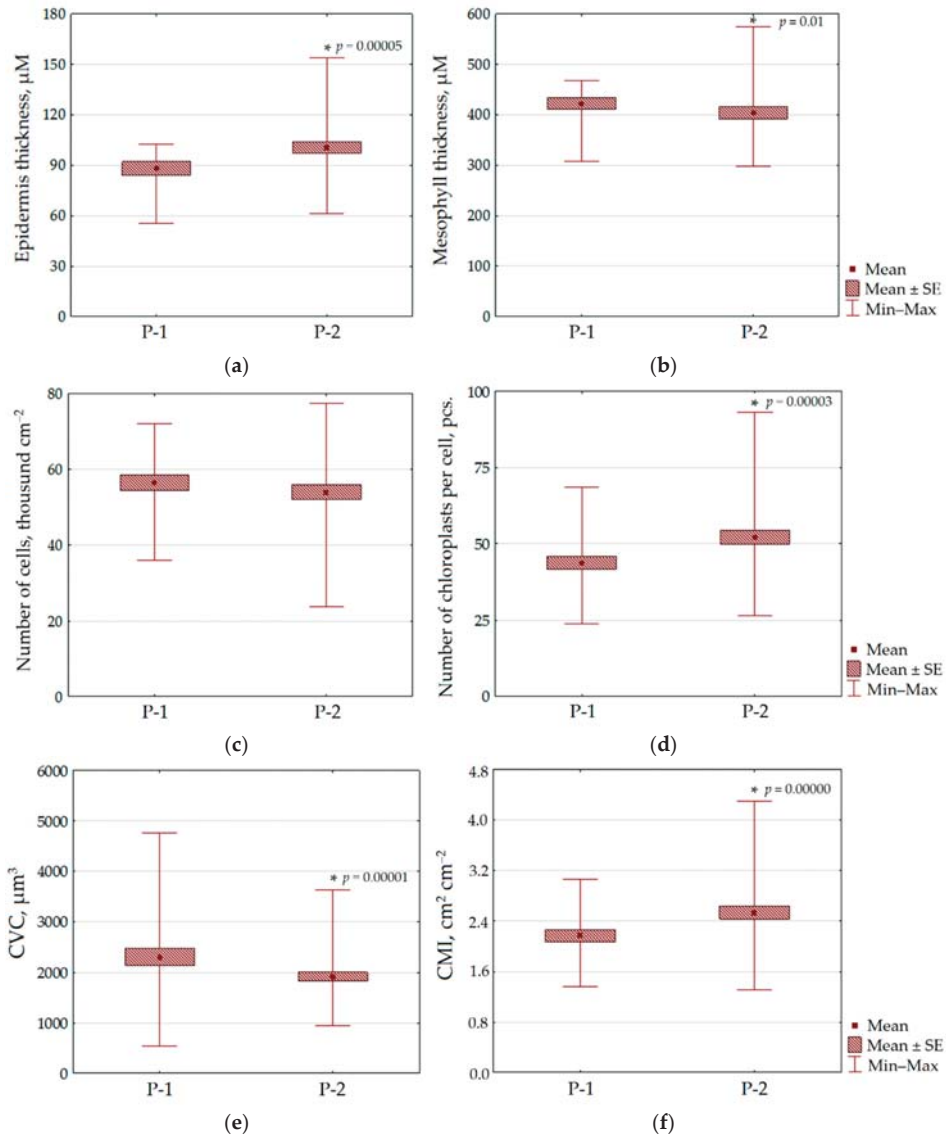 180
150
120
90
60
30
0
Epidermis thickness, µM
* p = 0.00005
P-1
P-2
(a)
600
500
400
300
200
100
0
Mesophyll thickness, µM
* p = 0.01
P-1
P-2
Mean
Mean ± SE
Min–Max
(b)
80
60
40
20
0
Number of cells, thousund cm⁻²
P-1
P-2
(c)
100
75
50
25
0
Number of chloroplasts per cell, pcs.
* p = 0.00003
P-1
P-2
Mean
Mean ± SE
Min–Max
(d)
6000
5000
4000
3000
2000
1000
0
CVC, µm³
* p = 0.00001
P-1
P-2
(e)
4.8
4.0
3.2
2.4
1.6
0.8
0.0
CMI, cm² cm⁻²
* p = 0.00000
P-1
P-2
Mean
Mean ± SE
Min–Max
(f)